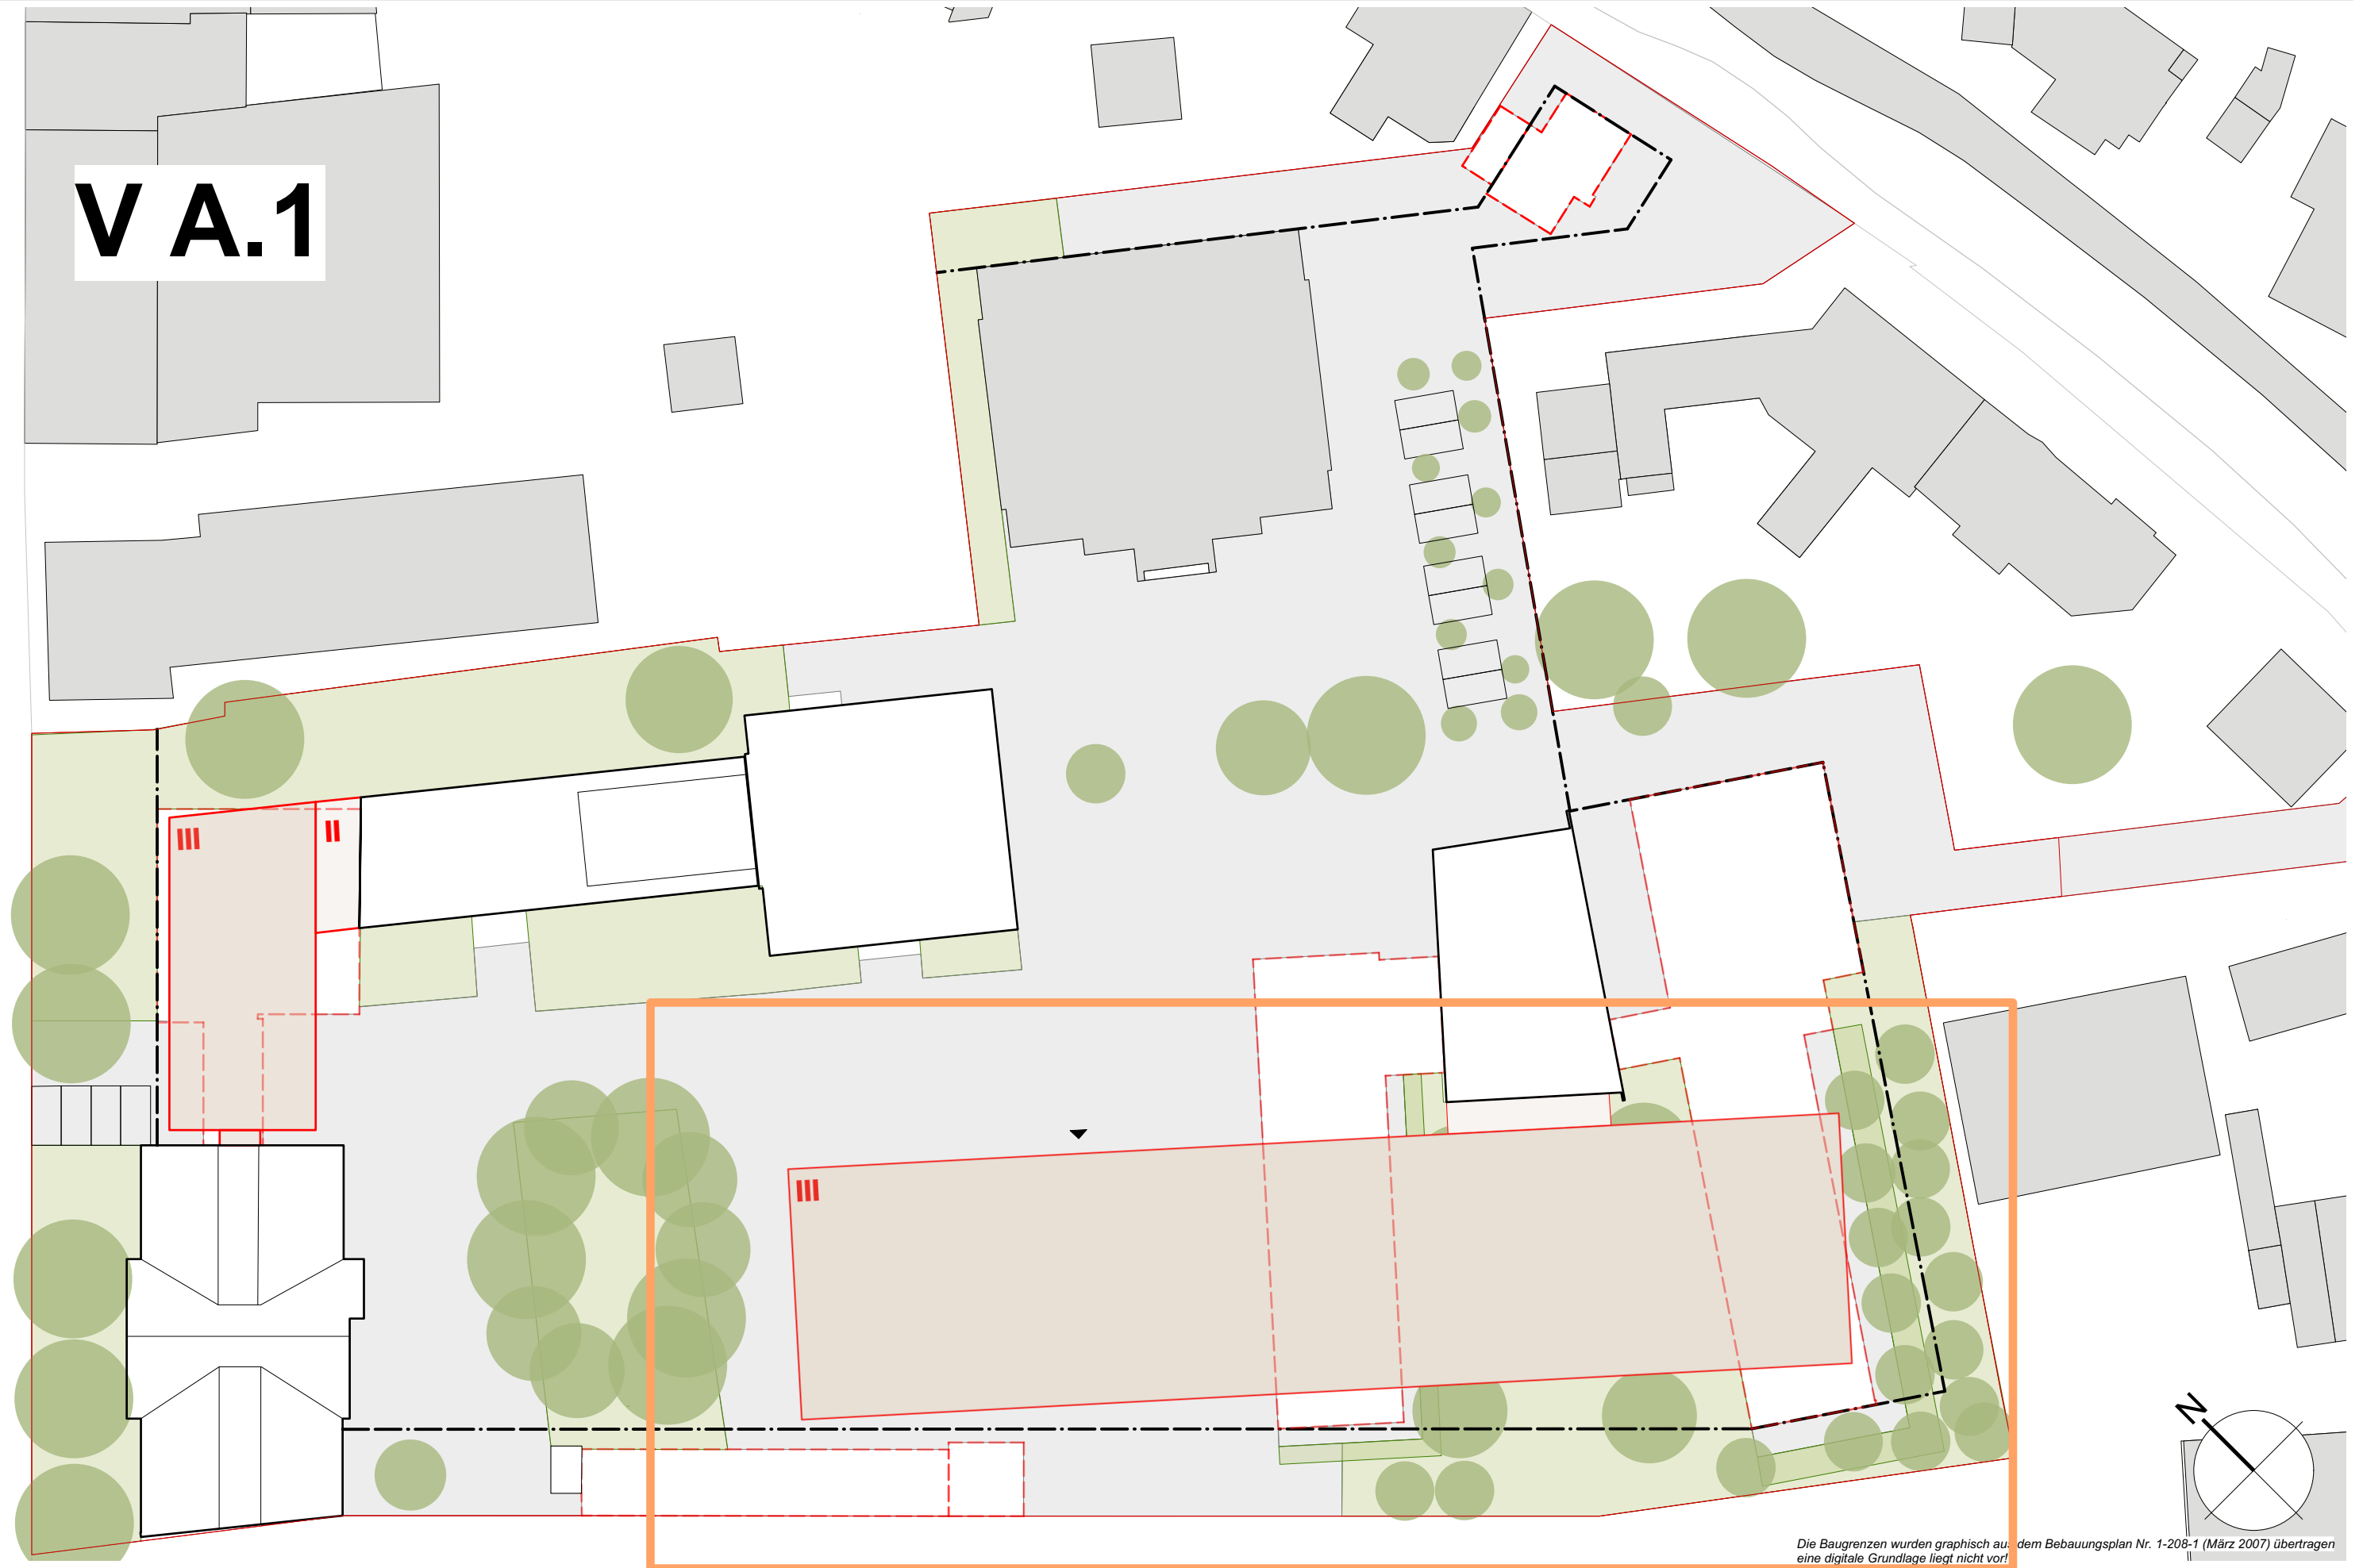 V A.1
III
II
III
N
Die Baugrenzen wurden graphisch aus dem Bebauungsplan Nr. 1-208-1 (März 2007) übertragen
eine digitale Grundlage liegt nicht vor!